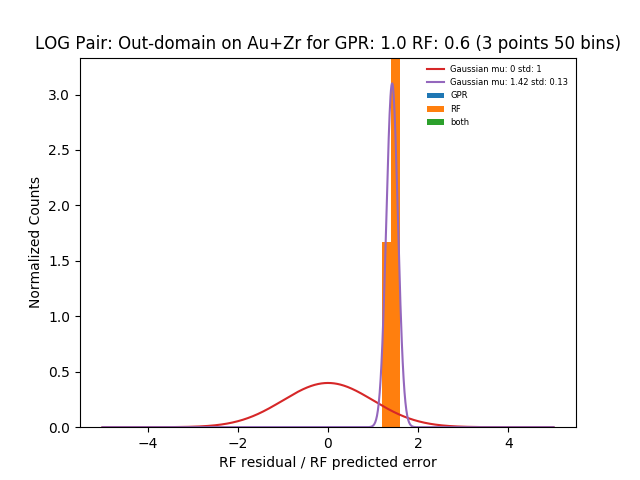 LOG Pair: Out-domain on Au+Zr for GPR: 1.0 RF: 0.6 (3 points 50 bins)
Gaussian mu: 0 std: 1
Gaussian mu: 1.42 std: 0.13
GPR
RF
both
Normalized Counts
3.0
2.5
2.0
1.5
1.0
0.5
0.0
−4
−2
0
2
4
RF residual / RF predicted error